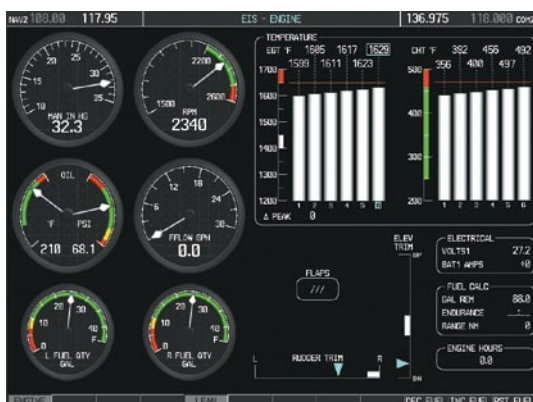 NAV2 108.00 117.95 EIS - ENGINE 136.975 118.000 COM2
TEMPERATURE
EGT °F 1605 1617 1629 CHT °F 392 456 492
1599 1611 1623 356 400 497
20 25 30 35 15 10
MAN IN HG
32.3
2200 2600 1500
RPM
2340
1700 1600 1500 1400 1300 1200
500 400 300 200
1 2 3 4 5 6
1 2 3 4 5 6
Δ PEAK 0
OIL
°F PSI
210 68.1
6 12 18 24 30
FFLOW GPH
0.0
ELEV
TRIM
UP
DN
ELECTRICAL
VOLTS1 27.2
BAT1 AMPS +0
FLAPS
///
FUEL CALC
GAL REM 88.0
ENDURANCE __:__
RANGE NM 0
0 10 20 30 40 F
L FUEL QTY
GAL
0 10 20 30 40 F
R FUEL QTY
GAL
L RUDDER TRIM R
ENGINE HOURS
0.0
ENGINE LEAN DEC FUEL INC FUEL RST FUEL